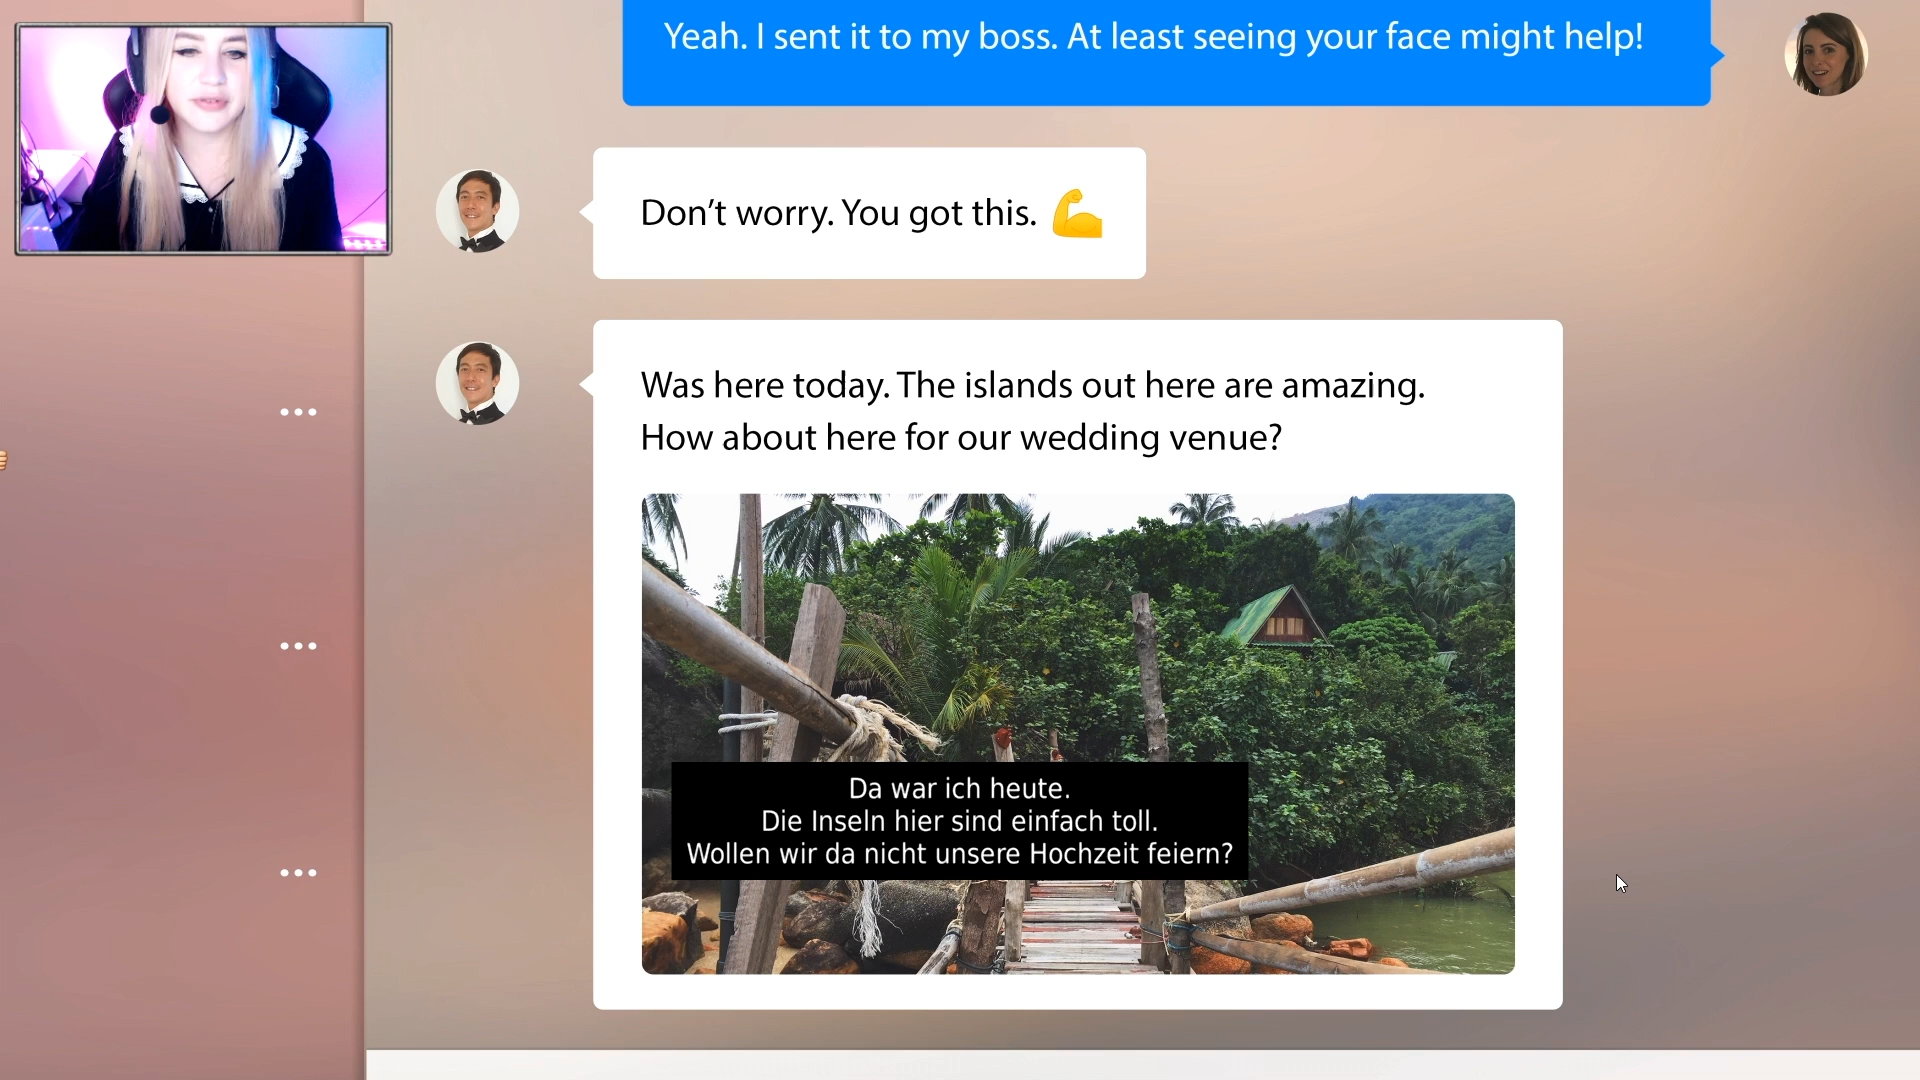 Yeah. I sent it to my boss. At least seeing your face might help!
Don’t worry. You got this. 💪
Was here today. The islands out here are amazing.
How about here for our wedding venue?
Da war ich heute.
Die Inseln hier sind einfach toll.
Wollen wir da nicht unsere Hochzeit feiern?